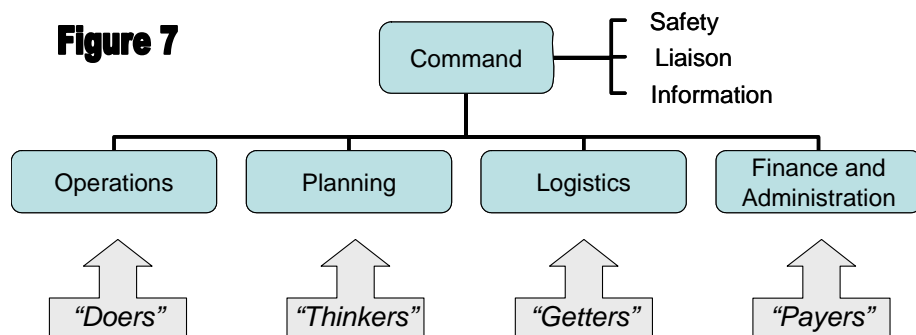 Figure 7
Command
Safety
Liaison
Information
Operations
Planning
Logistics
Finance and
Administration
“Doers”
“Thinkers”
“Getters”
“Payers”